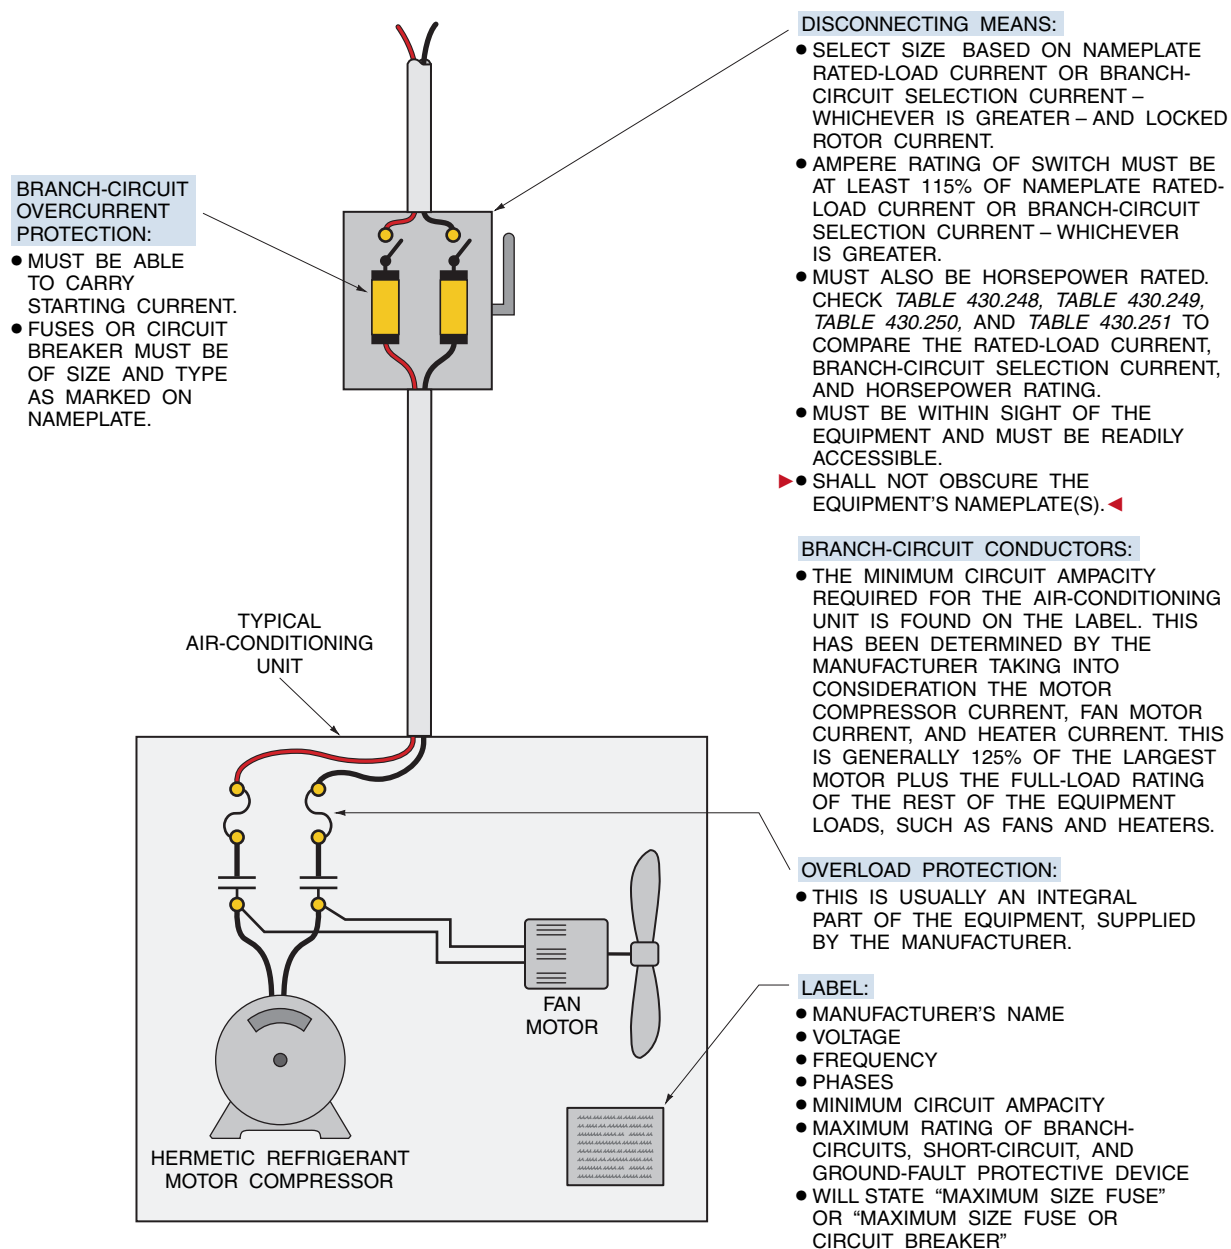 BRANCH-CIRCUIT
OVERCURRENT
PROTECTION:
● MUST BE ABLE
TO CARRY
STARTING CURRENT.
● FUSES OR CIRCUIT
BREAKER MUST BE
OF SIZE AND TYPE
AS MARKED ON
NAMEPLATE.
TYPICAL
AIR-CONDITIONING
UNIT
FAN
MOTOR
HERMETIC REFRIGERANT
MOTOR COMPRESSOR
DISCONNECTING MEANS:
● SELECT SIZE BASED ON NAMEPLATE
RATED-LOAD CURRENT OR BRANCH-
CIRCUIT SELECTION CURRENT –
WHICHEVER IS GREATER – AND LOCKED
ROTOR CURRENT.
● AMPERE RATING OF SWITCH MUST BE
AT LEAST 115% OF NAMEPLATE RATED-
LOAD CURRENT OR BRANCH-CIRCUIT
SELECTION CURRENT – WHICHEVER
IS GREATER.
● MUST ALSO BE HORSEPOWER RATED.
CHECK TABLE 430.248, TABLE 430.249,
TABLE 430.250, AND TABLE 430.251 TO
COMPARE THE RATED-LOAD CURRENT,
BRANCH-CIRCUIT SELECTION CURRENT,
AND HORSEPOWER RATING.
● MUST BE WITHIN SIGHT OF THE
EQUIPMENT AND MUST BE READILY
ACCESSIBLE.
▶● SHALL NOT OBSCURE THE
EQUIPMENT'S NAMEPLATE(S).◀
BRANCH-CIRCUIT CONDUCTORS:
● THE MINIMUM CIRCUIT AMPACITY
REQUIRED FOR THE AIR-CONDITIONING
UNIT IS FOUND ON THE LABEL. THIS
HAS BEEN DETERMINED BY THE
MANUFACTURER TAKING INTO
CONSIDERATION THE MOTOR
COMPRESSOR CURRENT, FAN MOTOR
CURRENT, AND HEATER CURRENT. THIS
IS GENERALLY 125% OF THE LARGEST
MOTOR PLUS THE FULL-LOAD RATING
OF THE REST OF THE EQUIPMENT
LOADS, SUCH AS FANS AND HEATERS.
OVERLOAD PROTECTION:
● THIS IS USUALLY AN INTEGRAL
PART OF THE EQUIPMENT, SUPPLIED
BY THE MANUFACTURER.
LABEL:
● MANUFACTURER'S NAME
● VOLTAGE
● FREQUENCY
● PHASES
● MINIMUM CIRCUIT AMPACITY
● MAXIMUM RATING OF BRANCH-
CIRCUITS, SHORT-CIRCUIT, AND
GROUND-FAULT PROTECTIVE DEVICE
● WILL STATE "MAXIMUM SIZE FUSE"
OR "MAXIMUM SIZE FUSE OR
CIRCUIT BREAKER"